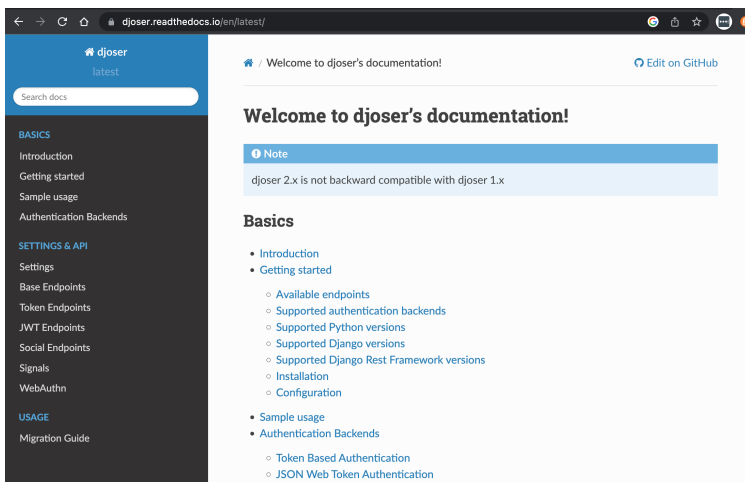 djoser.readthedocs.io/en/latest/
djoser
latest
Search docs
BASICS
Introduction
Getting started
Sample usage
Authentication Backends
SETTINGS & API
Settings
Base Endpoints
Token Endpoints
JWT Endpoints
Social Endpoints
Signals
WebAuthn
USAGE
Migration Guide
/ Welcome to djoser's documentation!
Edit on GitHub
Welcome to djoser's documentation!
Note
djoser 2.x is not backward compatible with djoser 1.x
Basics
• Introduction
• Getting started
◦ Available endpoints
◦ Supported authentication backends
◦ Supported Python versions
◦ Supported Django versions
◦ Supported Django Rest Framework versions
◦ Installation
◦ Configuration
• Sample usage
• Authentication Backends
◦ Token Based Authentication
◦ JSON Web Token Authentication